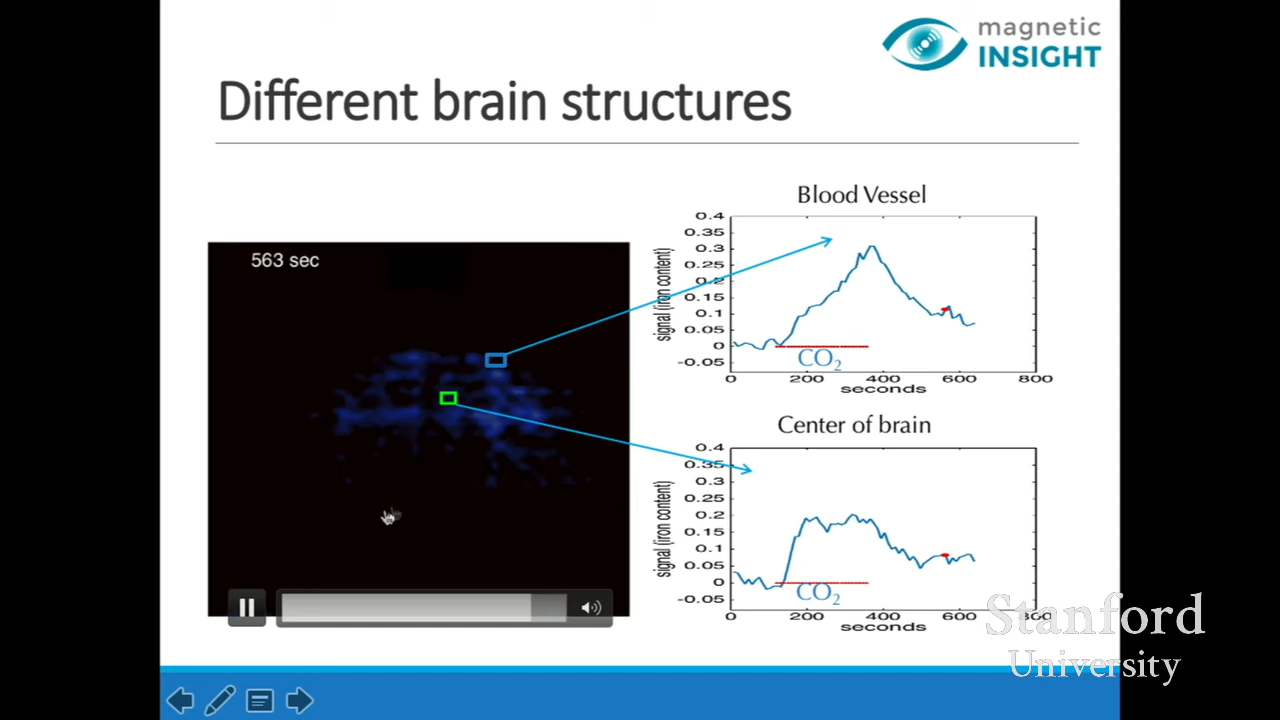 magnetic
INSIGHT
Different brain structures
563 sec
Blood Vessel
signal (iron content)
0.4
0.35
0.3
0.25
0.2
0.15
0.1
0.05
0
-0.05
CO2
0
200
400
600
800
seconds
Center of brain
signal (iron content)
0.4
0.35
0.3
0.25
0.2
0.15
0.1
0.05
0
-0.05
CO2
0
200
400
600
800
seconds
Stanford
University